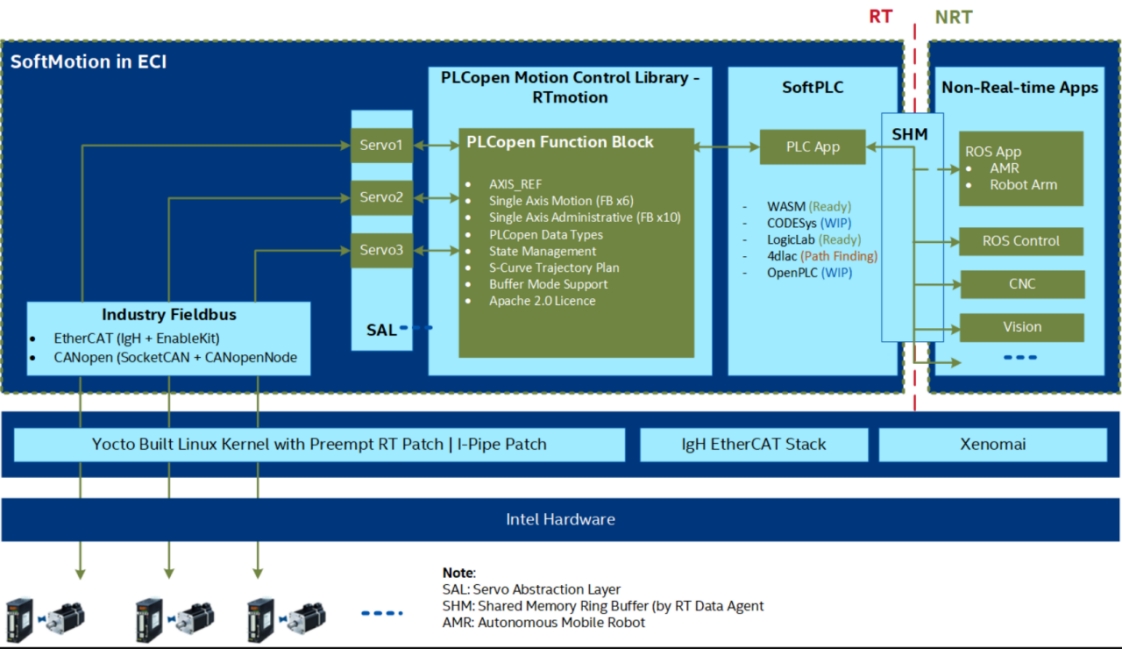 RT
NRT
SoftMotion in ECI
PLCopen Motion Control Library -
RTmotion
SoftPLC
Non-Real-time Apps
SHM
Servo1
Servo2
Servo3
SAL
PLCopen Function Block
AXIS_REF
Single Axis Motion (FB x6)
Single Axis Administrative (FB x10)
PLCopen Data Types
State Management
S-Curve Trajectory Plan
Buffer Mode Support
Apache 2.0 Licence
PLC App
- WASM (Ready)
- CODESys (WIP)
- LogicLab (Ready)
- 4dlac (Path Finding)
- OpenPLC (WIP)
ROS App
AMR
Robot Arm
ROS Control
CNC
Vision
Industry Fieldbus
EtherCAT (IgH + EnableKit)
CANopen (SocketCAN + CANopenNode
Yocto Built Linux Kernel with Preempt RT Patch | I-Pipe Patch
IgH EtherCAT Stack
Xenomai
Intel Hardware
Note:
SAL: Servo Abstraction Layer
SHM: Shared Memory Ring Buffer (by RT Data Agent
AMR: Autonomous Mobile Robot